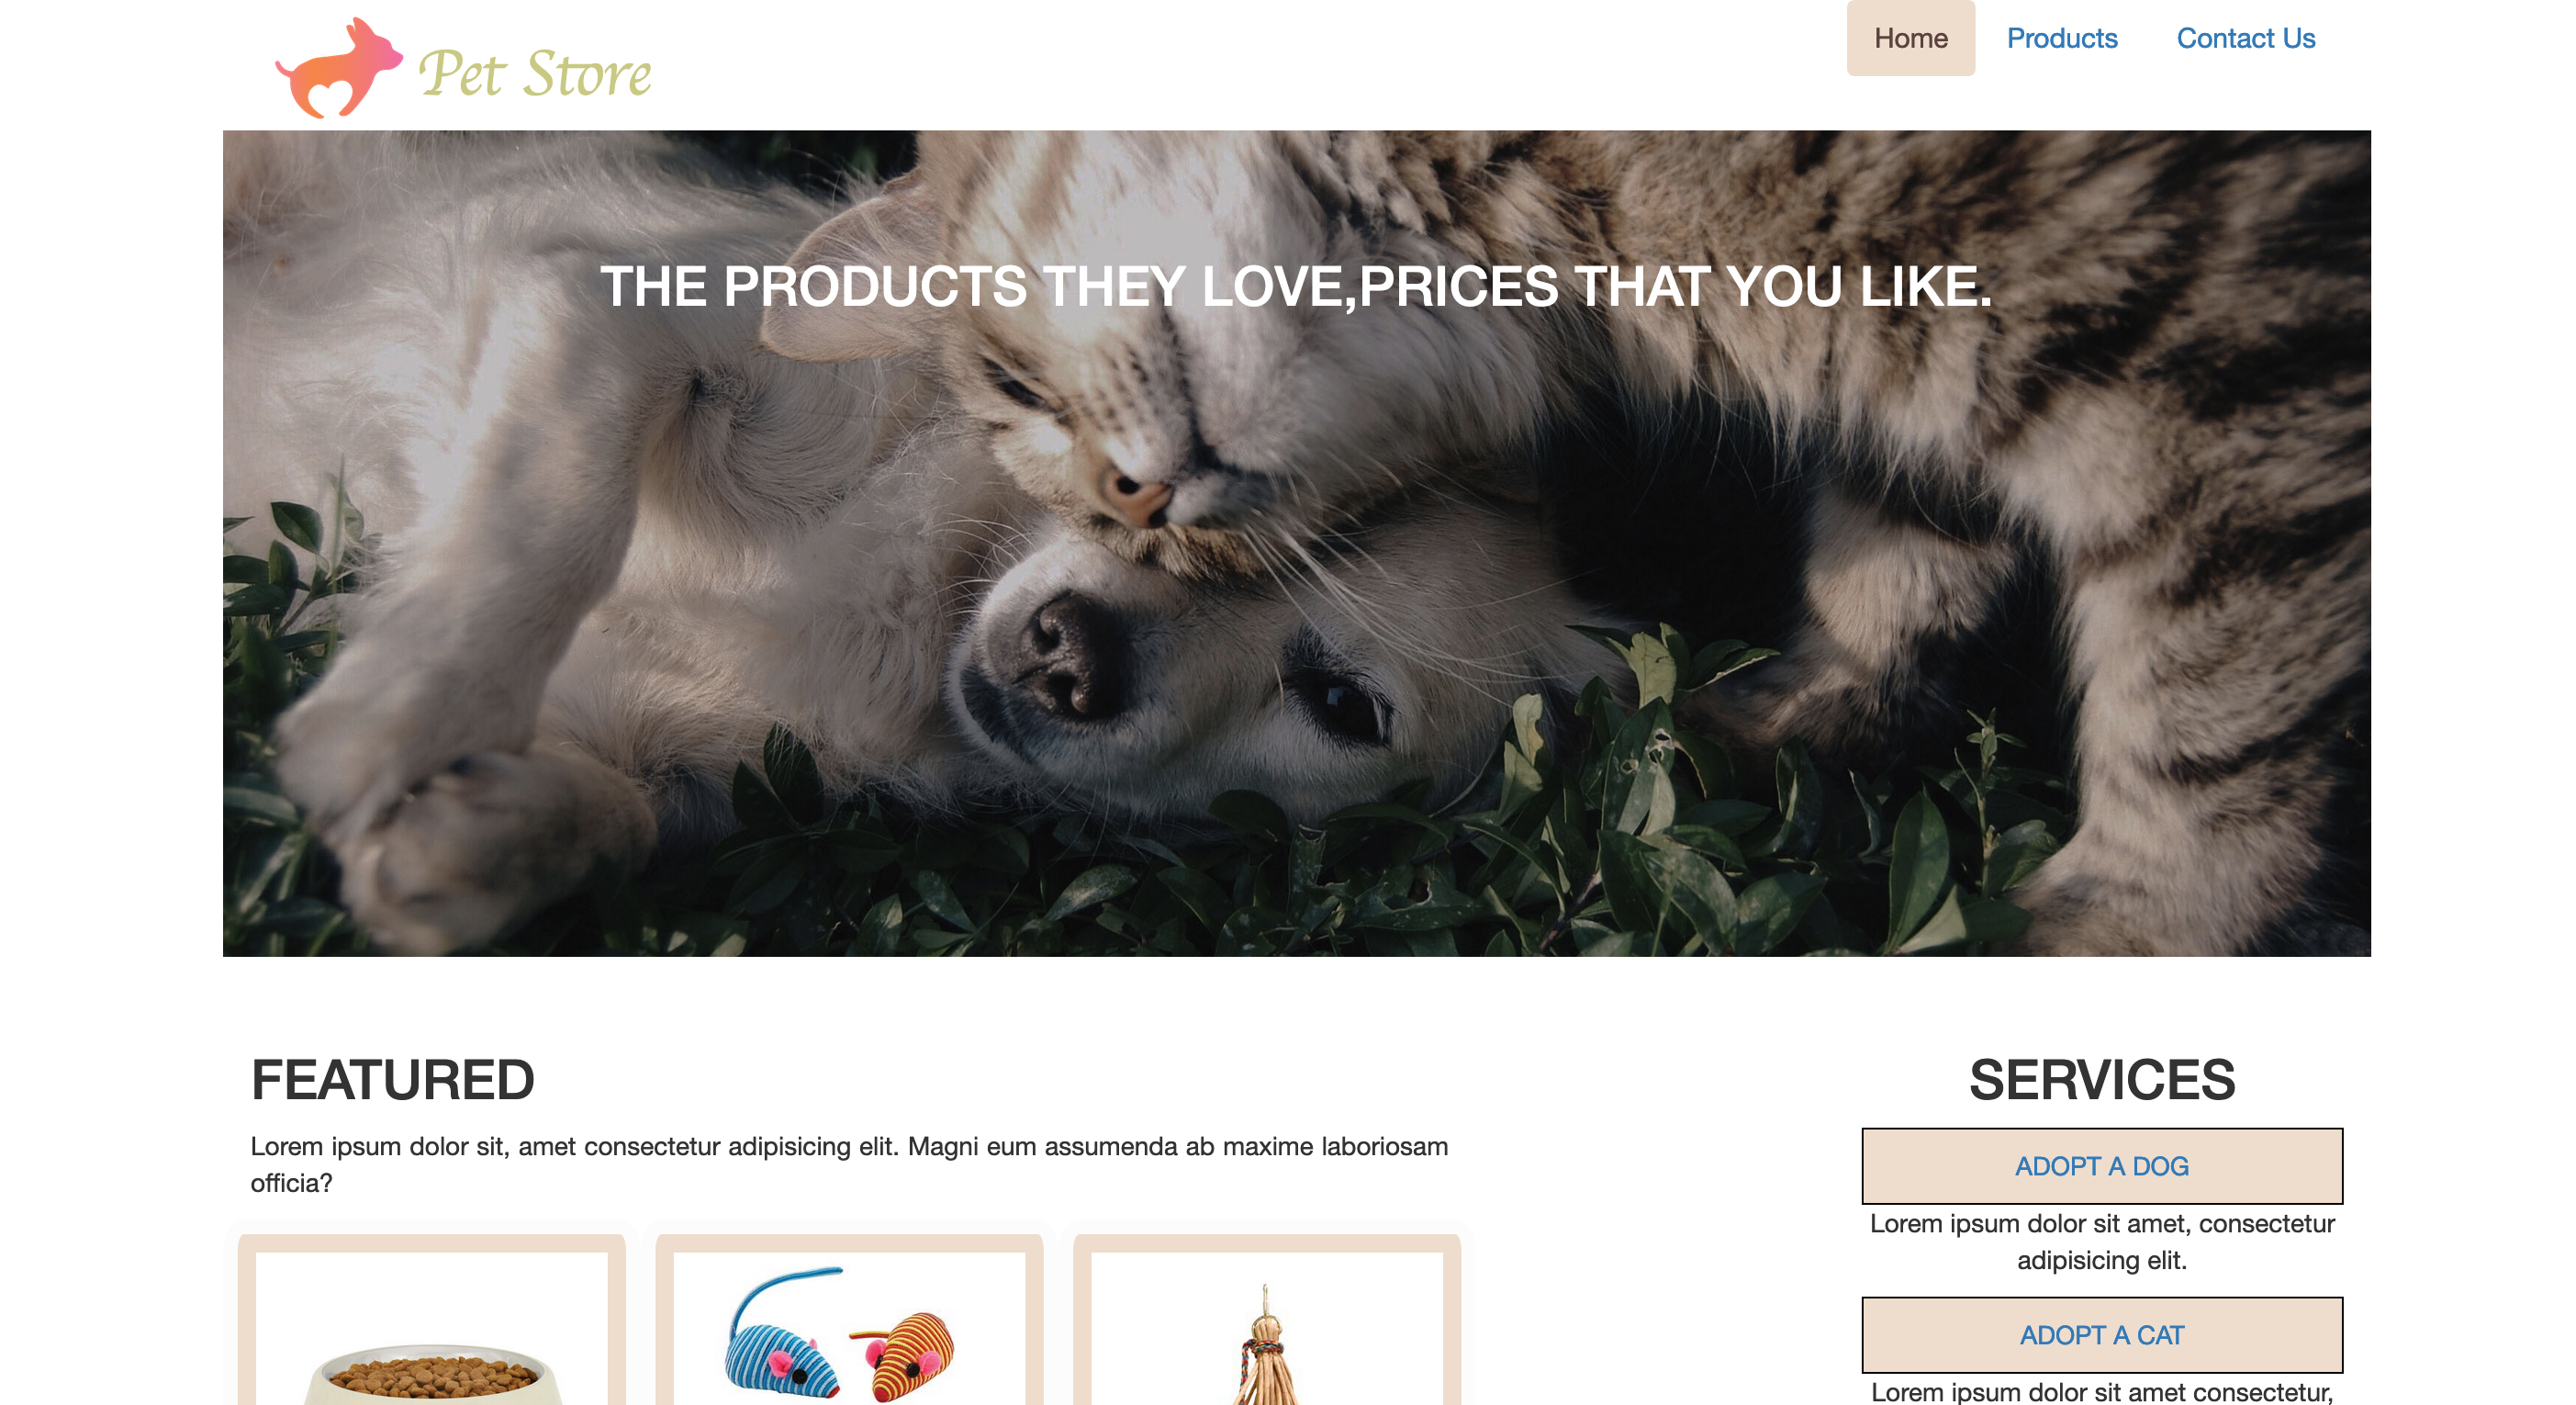 Pet Store
Home
Products
Contact Us
THE PRODUCTS THEY LOVE,PRICES THAT YOU LIKE.
FEATURED
Lorem ipsum dolor sit, amet consectetur adipisicing elit. Magni eum assumenda ab maxime laboriosam
officia?
SERVICES
ADOPT A DOG
Lorem ipsum dolor sit amet, consectetur
adipisicing elit.
ADOPT A CAT
Lorem ipsum dolor sit amet consectetur,